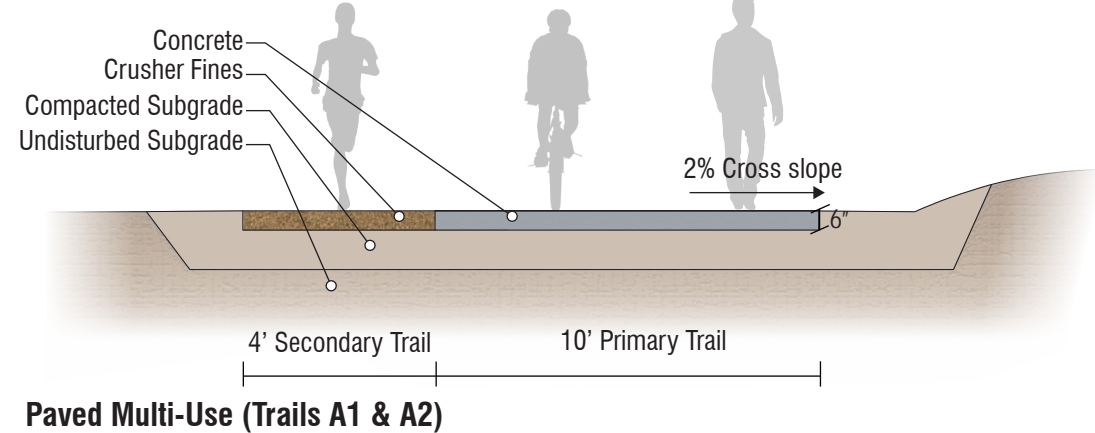 Concrete
Crusher Fines
Compacted Subgrade
Undisturbed Subgrade
2% Cross slope
6"
4’ Secondary Trail
10’ Primary Trail
Paved Multi-Use (Trails A1 & A2)